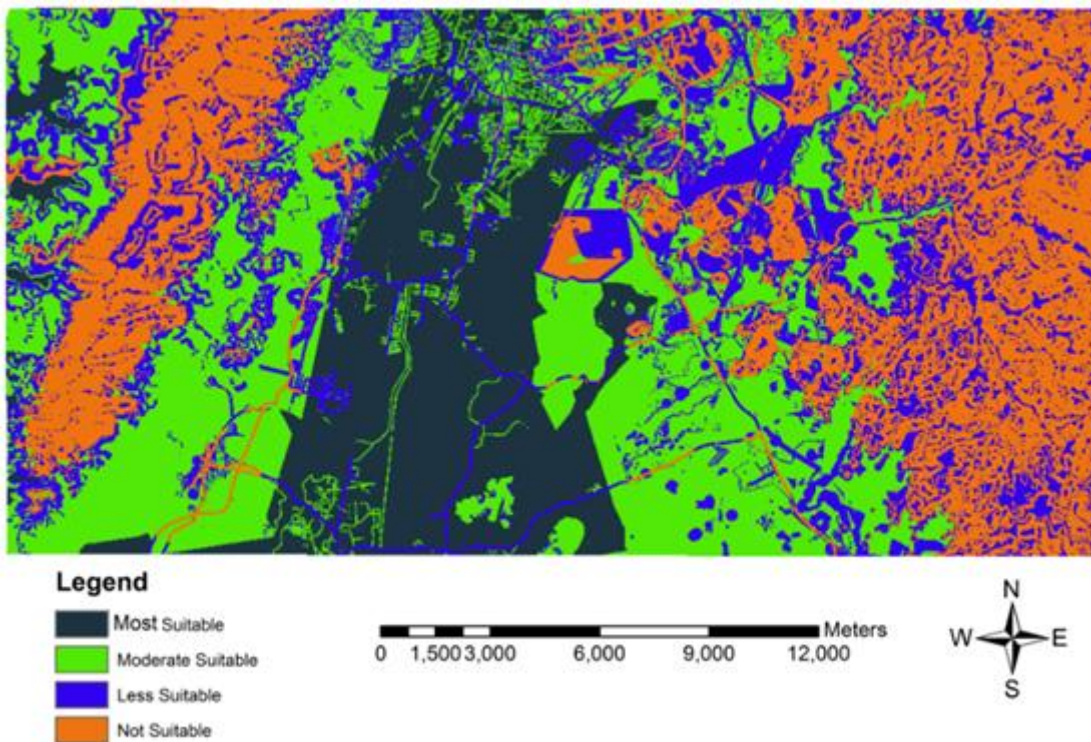 Legend
Most Suitable
Moderate Suitable
Less Suitable
Not Suitable
Meters
0 1,500 3,000 6,000 9,000 12,000
N
W E
S